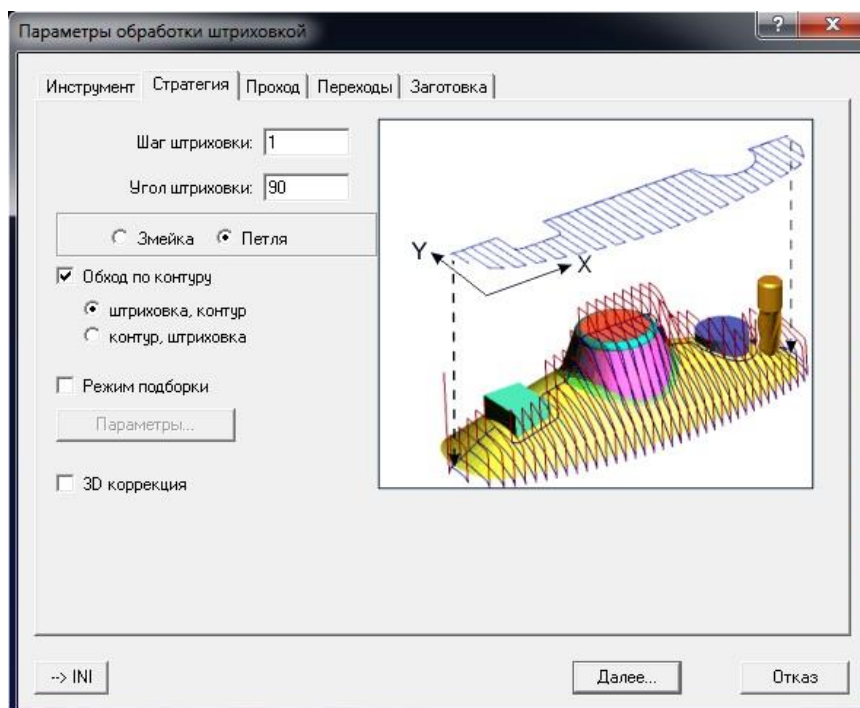 Параметры обработки штриховкой
Инструмент Стратегия Проход Переходы Заготовка
Шаг штриховки: 1
Угол штриховки: 90
Змейка Петля
Обход по контуру
штриховка, контур
контур, штриховка
Режим подборки
Параметры...
3D коррекция
Y
X
--> INI
Далее...
Отказ